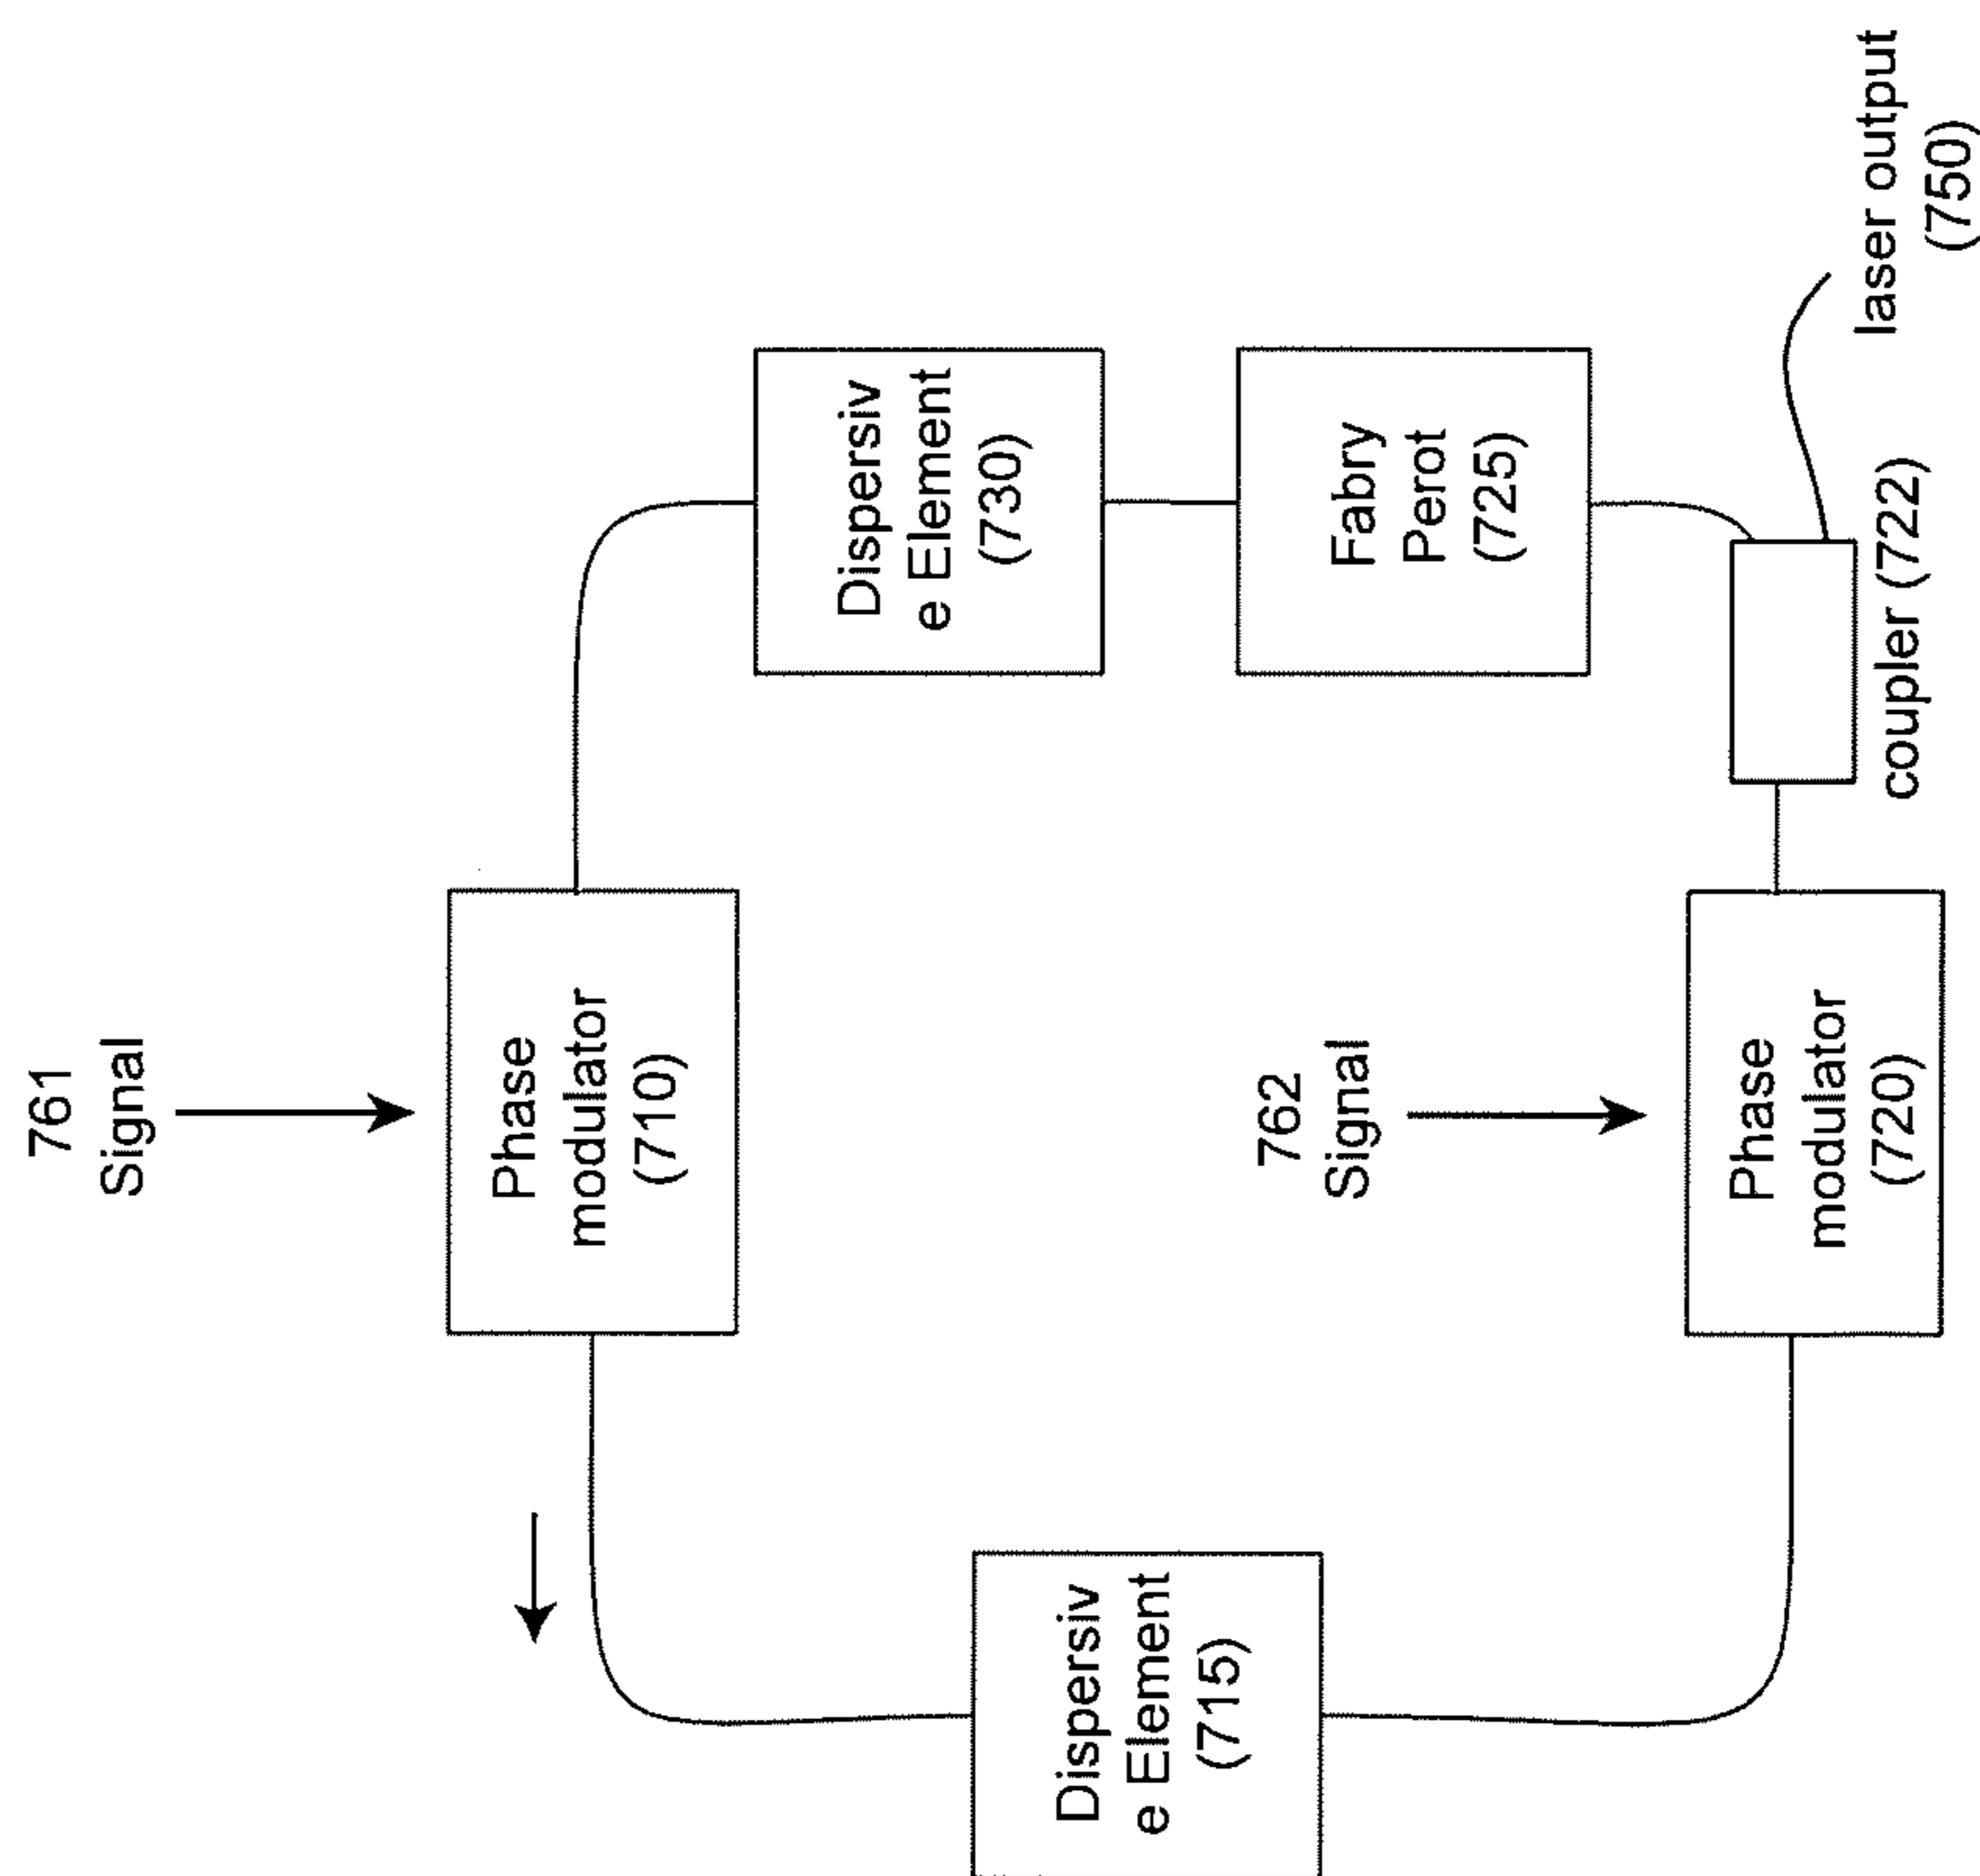 761
Signal
Phase
modulator
(710)
Dispersiv
e Element
(730)
Dispersiv
e Element
(715)
762
Signal
Fabry
Perot
(725)
Phase
modulator
(720)
coupler (722)
laser output
(750)